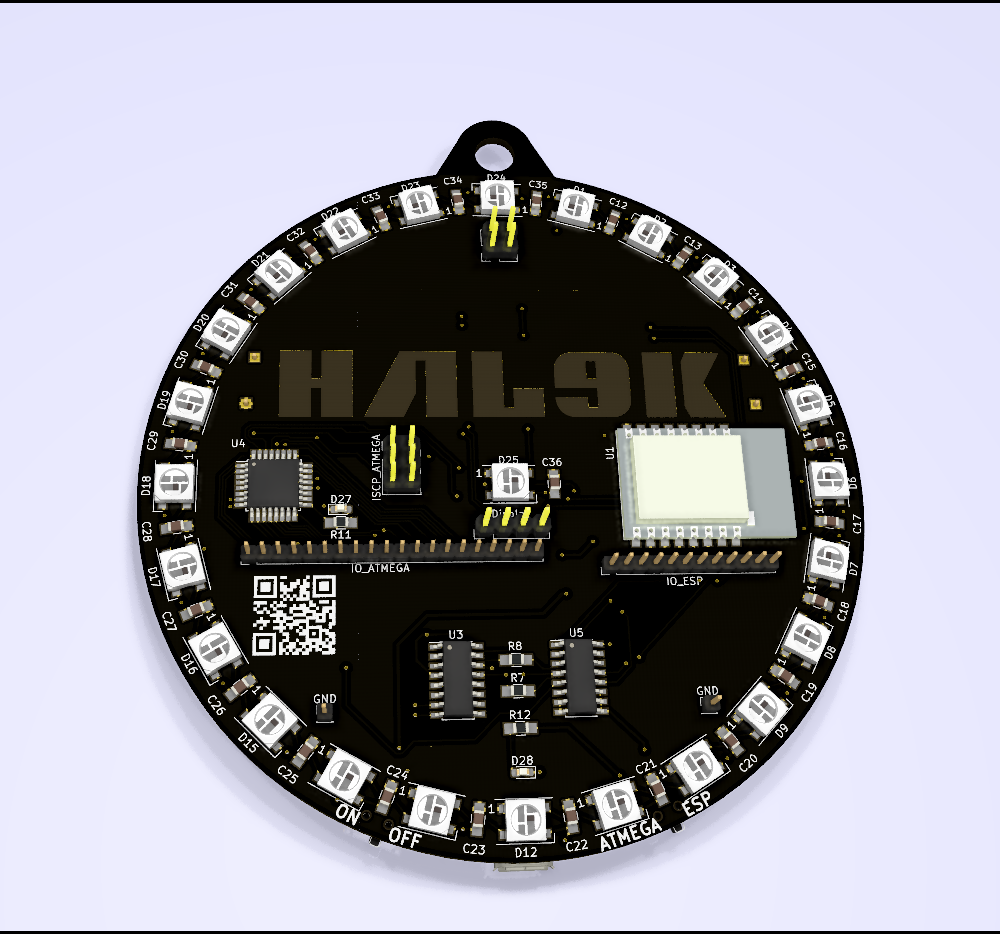 C34
D24
C35
D23
D1
C33
C12
D22
D2
C32
C13
D21
D3
C31
C14
D20
C30
C15
HAL9K
D19
D5
C29
C16
U4
ISCP_ATMEGA
1
D25
C36
U1
D18
D6
D27
R11
C28
C17
IO_ATMEGA
IO_ESP
D17
D7
C27
C18
U3
U5
R8
D16
D8
R7
C26
C19
GND
GND
R12
D15
D9
C25
D28
C20
C24
C21
ON
ESP
OFF
ATMEGA
C23
D12
C22